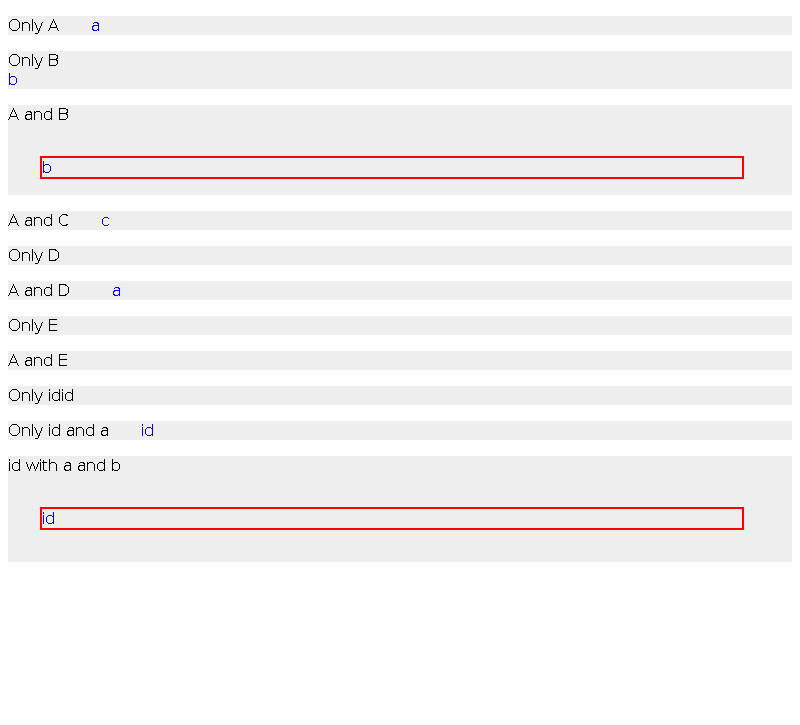 Only A a
Only B
b
A and B
b
A and C c
Only D
A and D a
Only E
A and E
Only idid
Only id and a id
id with a and b
id